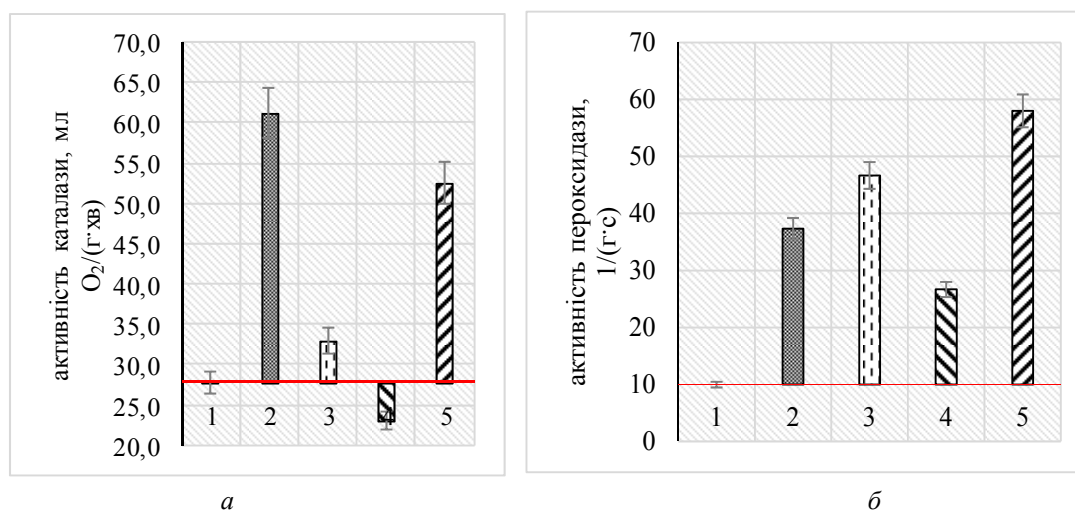 активність каталази, мл
O₂/(г·хв)
70,0
65,0
60,0
55,0
50,0
45,0
40,0
35,0
30,0
25,0
20,0
1 2 3 4 5
а
активність пероксидази,
1/(г·с)
70
60
50
40
30
20
10
0
1 2 3 4 5
б